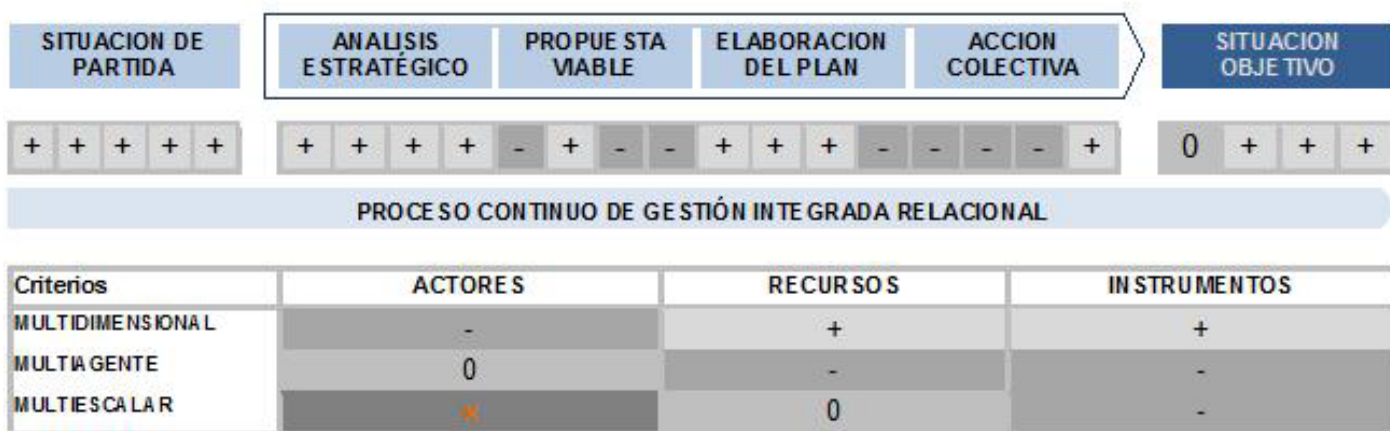 SITUACION DE PARTIDA
ANALISIS ESTRATÉGICO
PROPUESTA VIABLE
ELABORACION DEL PLAN
ACCION COLECTIVA
SITUACION OBJETIVO
+ + + + +
+ + + + - + - - + + + - - - - +
0 + + +
PROCESO CONTINUO DE GESTIÓN INTEGRADA RELACIONAL
Criterios ACTORES RECURSOS INSTRUMENTOS
MULTIDIMENSIONAL - + +
MULTIAGENTE 0 - -
MULTIESCALAR × 0 -